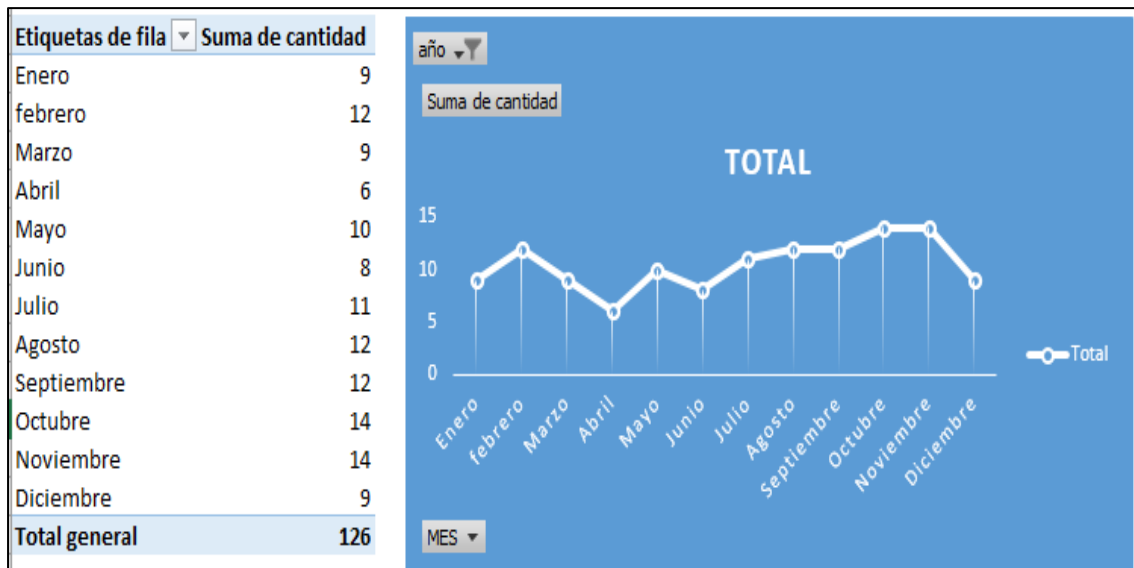 Etiquetas de fila Suma de cantidad
Enero 9
febrero 12
Marzo 9
Abril 6
Mayo 10
Junio 8
Julio 11
Agosto 12
Septiembre 12
Octubre 14
Noviembre 14
Diciembre 9
Total general 126
año
Suma de cantidad
TOTAL
15
10
5
0
Enero
febrero
Marzo
Abril
Mayo
Junio
Julio
Agosto
Septiembre
Octubre
Noviembre
Diciembre
Total
MES